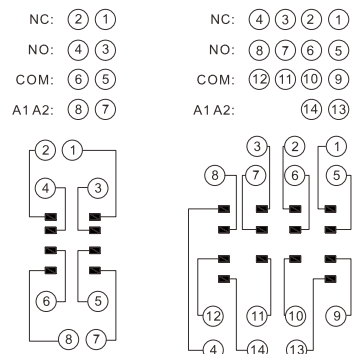 NC: 2 1
NO: 4 3
COM: 6 5
A1 A2: 8 7
2 1
4 3
6 5
8 7
NC: 4 3 2 1
NO: 8 7 6 5
COM: 12 11 10 9
A1 A2: 14 13
3 2 1
8 7 6 5
12 11 10 9
4 14 13